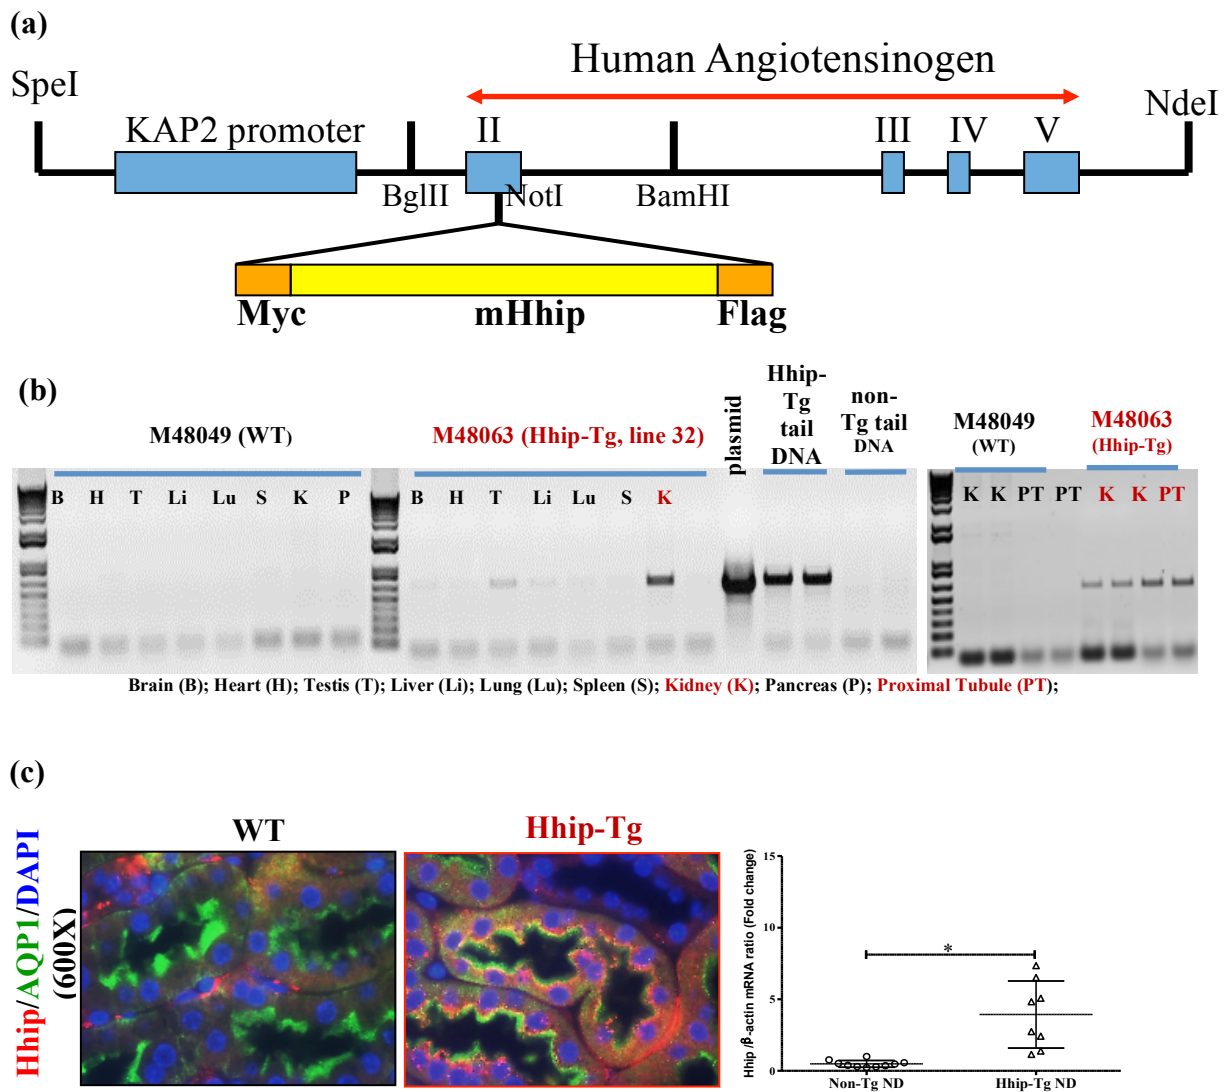 (a)
Human Angiotensinogen
SpeI
NdeI
KAP2 promoter
II
III
IV
V
BglII
NotI
BamHI
Myc
mHhip
Flag
(b)
M48049 (WT)
M48063 (Hhip-Tg, line 32)
plasmid
Hhip-
Tg
tail
DNA
non-
Tg tail
DNA
M48049
(WT)
M48063
(Hhip-Tg)
B H T Li Lu S K P
B H T Li Lu S K
K K PT PT K K PT
Brain (B); Heart (H); Testis (T); Liver (Li); Lung (Lu); Spleen (S); Kidney (K); Pancreas (P); Proximal Tubule (PT);
(c)
WT
Hhip-Tg
Hhip/AQP1/DAPI
(600X)
Hhip /β-actin mRNA ratio (Fold change)
15
10
5
0
*
Non-Tg ND
Hhip-Tg ND